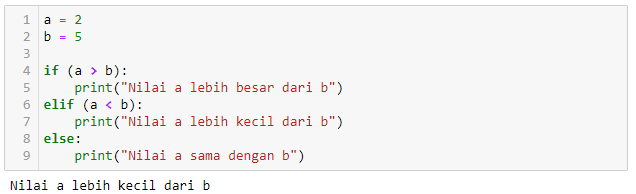 1 a = 2
2 b = 5
3
4 if (a > b):
5     print("Nilai a lebih besar dari b")
6 elif (a < b):
7     print("Nilai a lebih kecil dari b")
8 else:
9     print("Nilai a sama dengan b")
Nilai a lebih kecil dari b